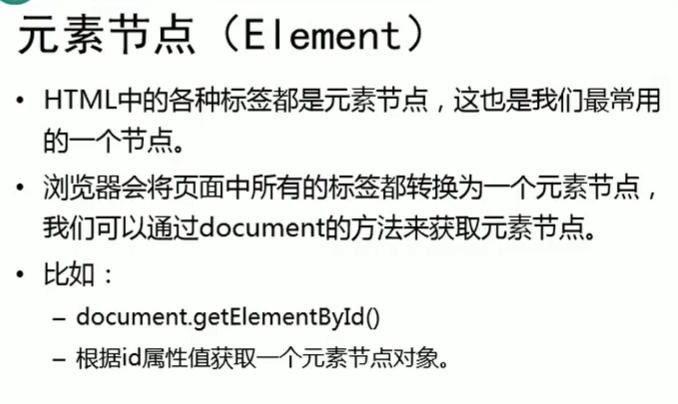 元素节点（Element）
• HTML中的各种标签都是元素节点，这也是我们最常用
的一个节点。
• 浏览器会将页面中所有的标签都转换为一个元素节点，
我们可以通过document的方法来获取元素节点。
• 比如：
– document.getElementById()
– 根据id属性值获取一个元素节点对象。